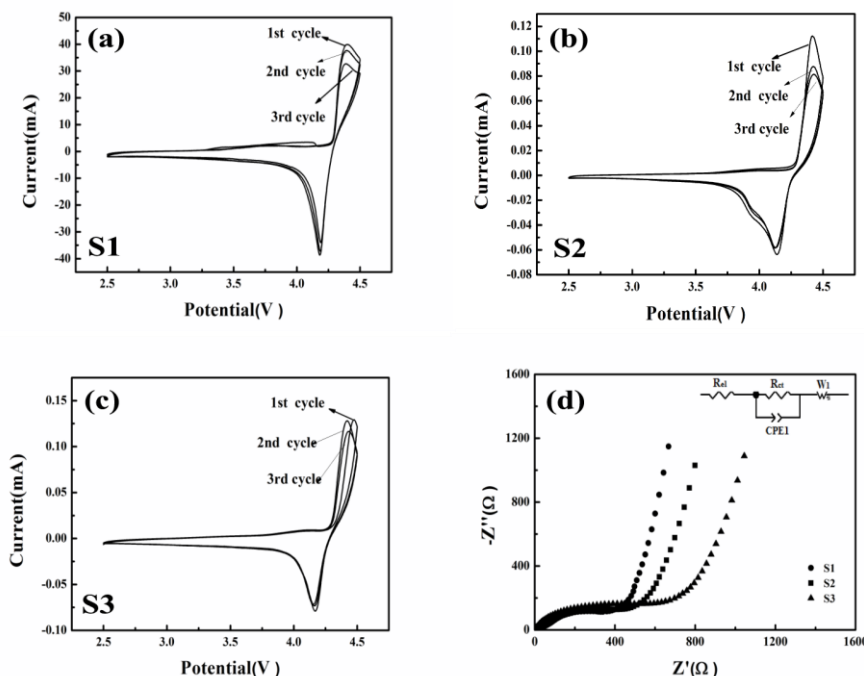 (a)
1st cycle
2nd cycle
3rd cycle
S1
Current(mA)
50
40
30
20
10
0
-10
-20
-30
-40
2.5 3.0 3.5 4.0 4.5
Potential(V )
(b)
1st cycle
2nd cycle
3rd cycle
S2
Current(mA)
0.12
0.10
0.08
0.06
0.04
0.02
0.00
-0.02
-0.04
-0.06
-0.08
2.5 3.0 3.5 4.0 4.5
Potential(V )
(c)
1st cycle
2nd cycle
3rd cycle
S3
Current(mA)
0.15
0.10
0.05
0.00
-0.05
-0.10
2.5 3.0 3.5 4.0 4.5
Potential(V )
(d)
Rel Rct W1
CPE1
S1
S2
S3
-Z''(Ω)
1600
1200
800
400
0
0 400 800 1200 1600
Z'(Ω)